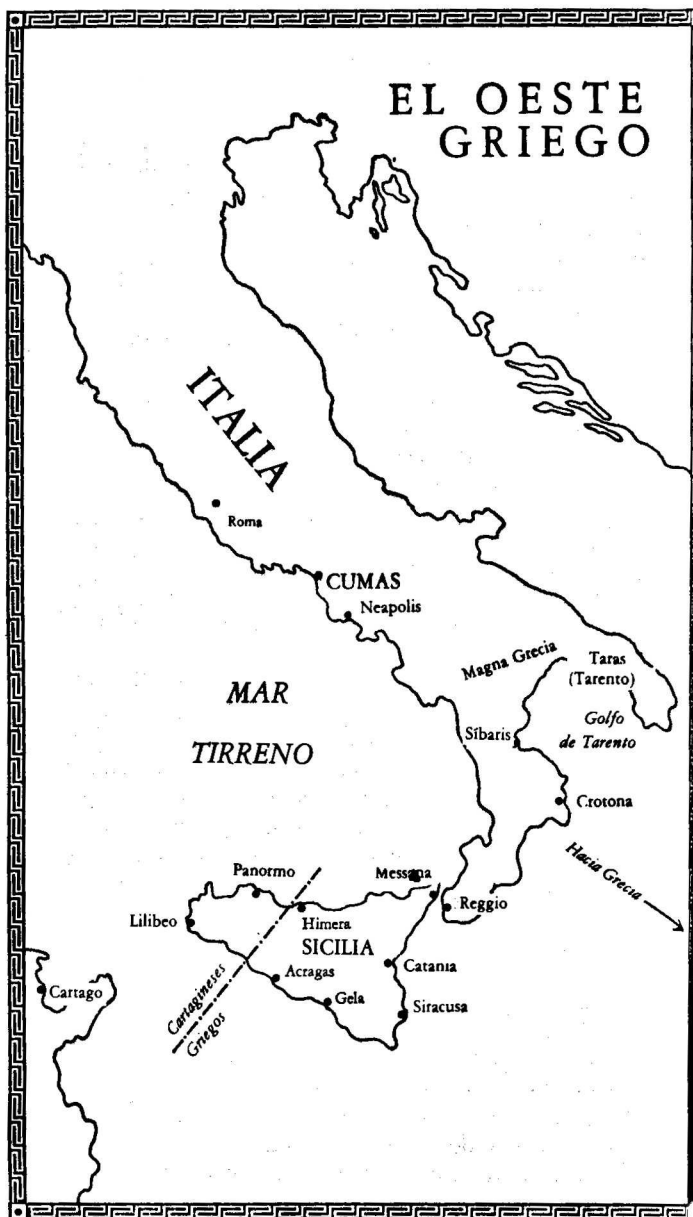 EL OESTE
GRIEGO
ITALIA
Roma
CUMAS
Neapolis
Magna Grecia
Taras
(Tarento)
MAR
TIRRENO
Síbaris
Golfo
de Tarento
Crotona
Hacia Grecia
Panormo
Messana
Reggio
Lilibeo
Himera
SICILIA
Catania
Acragas
Cartago
Cartagineses
Griegos
Gela
Siracusa